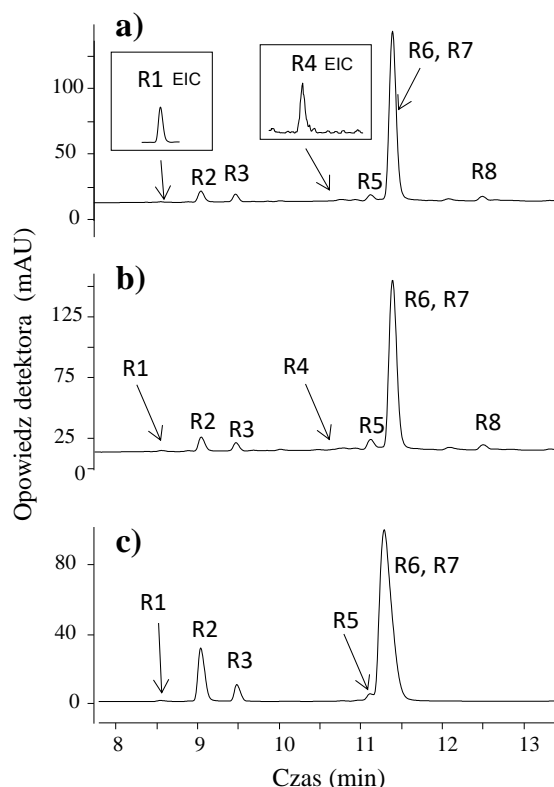 a)
R1 EIC
R4 EIC
R6, R7
100
R2
R3
R5
R8
50
0
b)
R6, R7
125
75
R1
R4
R2
R3
R5
R8
25
0
c)
80
R6, R7
R1
R2
R3
R5
40
0
8 9 10 11 12 13
Czas (min)
Opowiedz detektora (mAU)